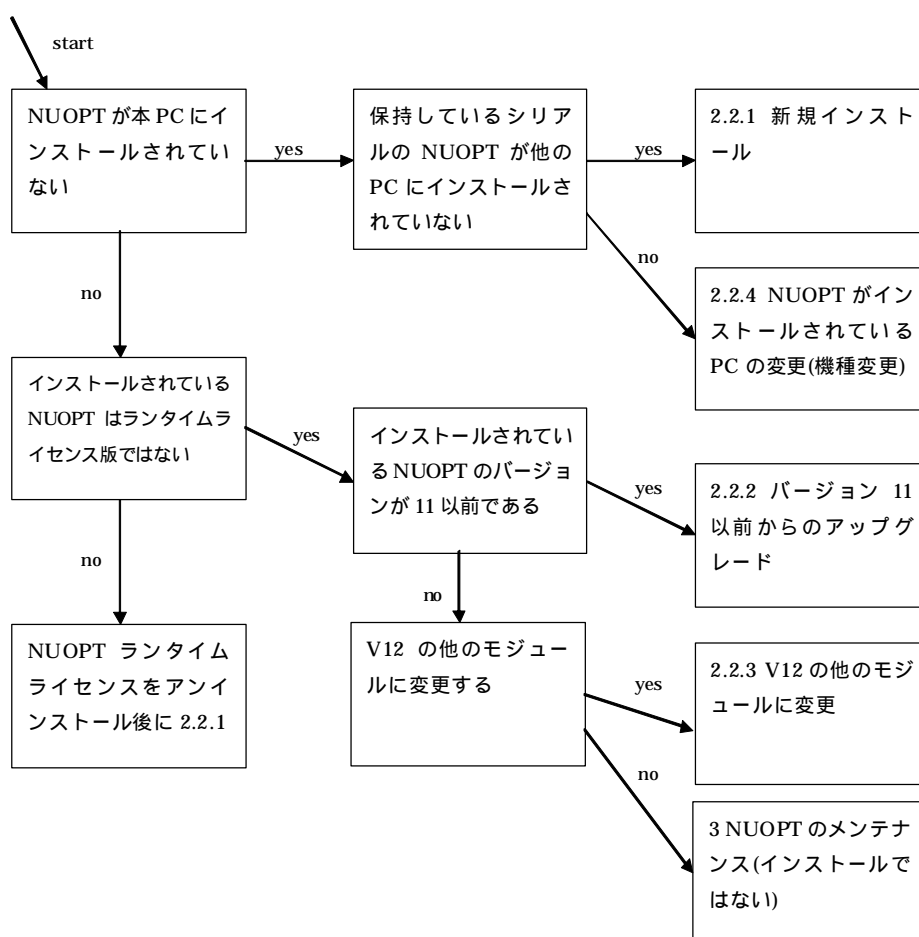 start
NUOPT が本 PC にイ
ンストールされてい
ない
yes
保持しているシリア
ルの NUOPT が他の
PC にインストールさ
れていない
yes
2.2.1 新規インスト
ール
no
no
2.2.4 NUOPT がイン
ストールされている
PC の変更(機種変更)
インストールされている
NUOPT はランタイムラ
イセンス版ではない
yes
インストールされてい
る NUOPT のバージョ
ンが 11 以前である
yes
2.2.2 バージョン 11
以前からのアップグ
レード
no
no
NUOPT ランタイム
ライセンスをアンイ
ンストール後に 2.2.1
V12 の他のモジュー
ルに変更する
yes
2.2.3 V12 の他のモジ
ュールに変更
no
3 NUOPT のメンテナ
ンス(インストールで
はない)